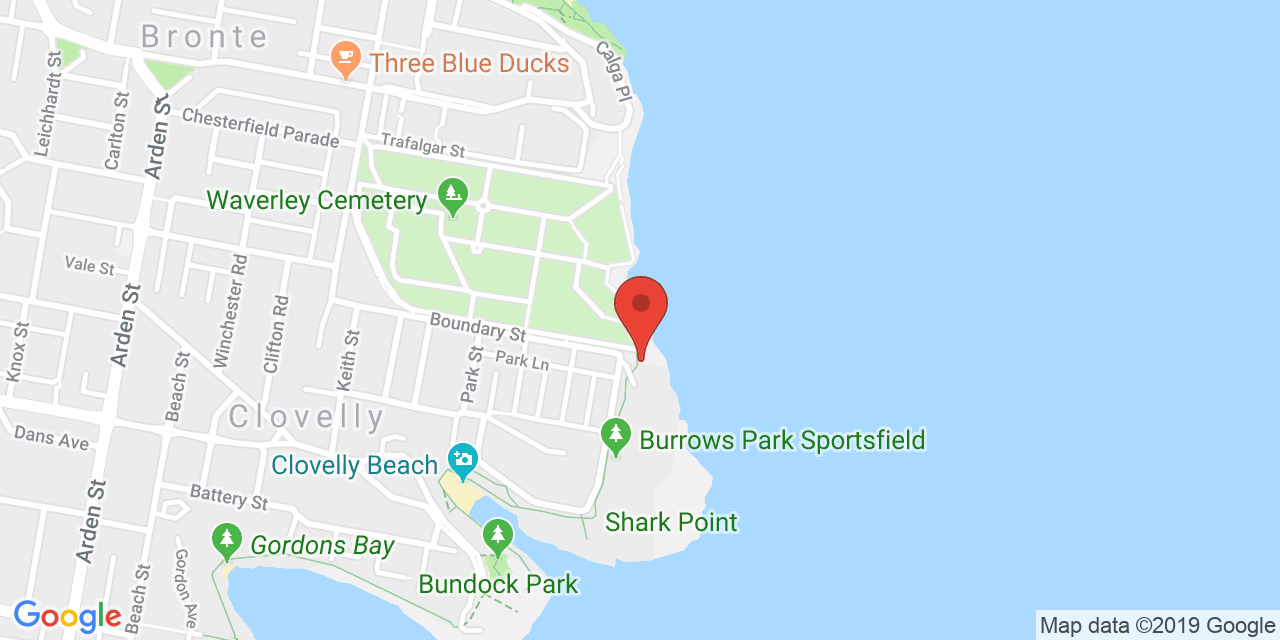 Bronte
Three Blue Ducks
Calga Pl
Leichhardt St
Carlton St
Arden St
Chesterfield Parade
Trafalgar St
Waverley Cemetery
Vale St
Winchester Rd
Clifton Rd
Arden St
Knox St
Boundary St
Keith St
Park St
Park Ln
Beach St
Clovelly
Dans Ave
Burrows Park Sportsfield
Clovelly Beach
Battery St
Arden St
Shark Point
Gordons Bay
Gordon Ave
Beach St
Bundock Park
Google
Map data ©2019 Google